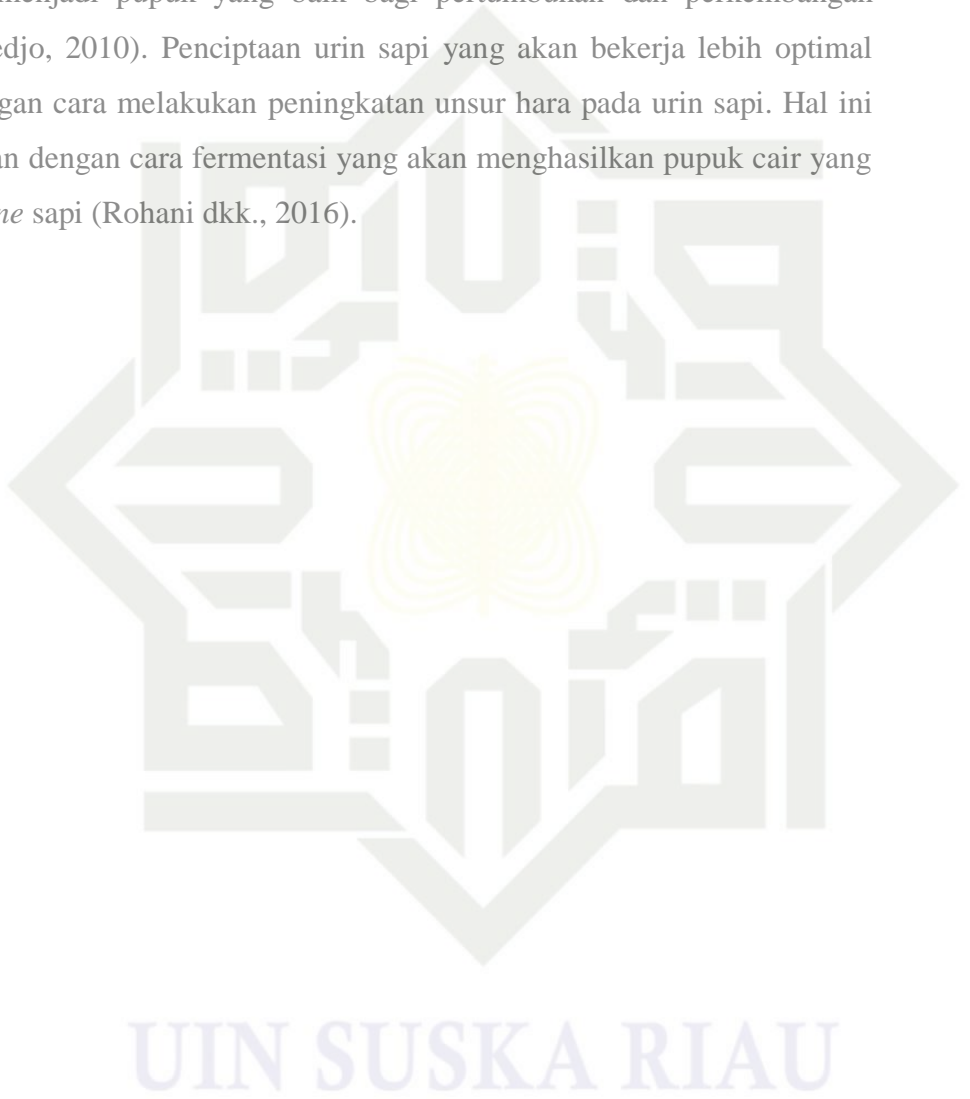 menjadi pupuk yang baik bagi pertumbuhan dan perkembangan
edjo, 2010). Penciptaan urin sapi yang akan bekerja lebih optimal
gan cara melakukan peningkatan unsur hara pada urin sapi. Hal ini
an dengan cara fermentasi yang akan menghasilkan pupuk cair yang
ne sapi (Rohani dkk., 2016).
UIN SUSKA RIAU